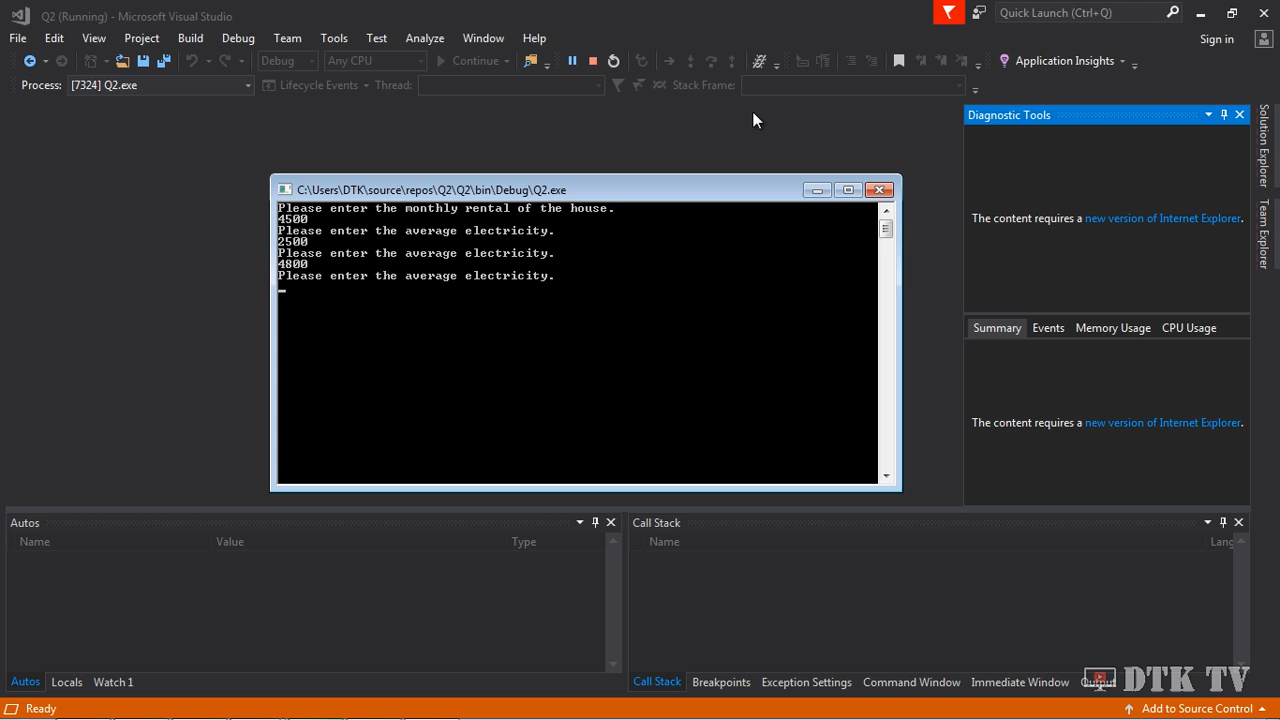 Q2 (Running) - Microsoft Visual Studio
Quick Launch (Ctrl+Q)
File Edit View Project Build Debug Team Tools Test Analyze Window Help
Sign in
Debug Any CPU Continue Application Insights
Process: [7324] Q2.exe Lifecycle Events Thread: Stack Frame:
Diagnostic Tools
Solution Explorer
Team Explorer
C:\Users\DTK\source\repos\Q2\Q2\bin\Debug\Q2.exe
Please enter the monthly rental of the house.
4500
Please enter the average electricity.
2500
Please enter the average electricity.
4800
Please enter the average electricity.
The content requires a new version of Internet Explorer.
Summary Events Memory Usage CPU Usage
The content requires a new version of Internet Explorer.
Autos
Name Value Type
Call Stack
Name Lang
Autos Locals Watch 1
Call Stack Breakpoints Exception Settings Command Window Immediate Window Output
DTK TV
Ready
Add to Source Control